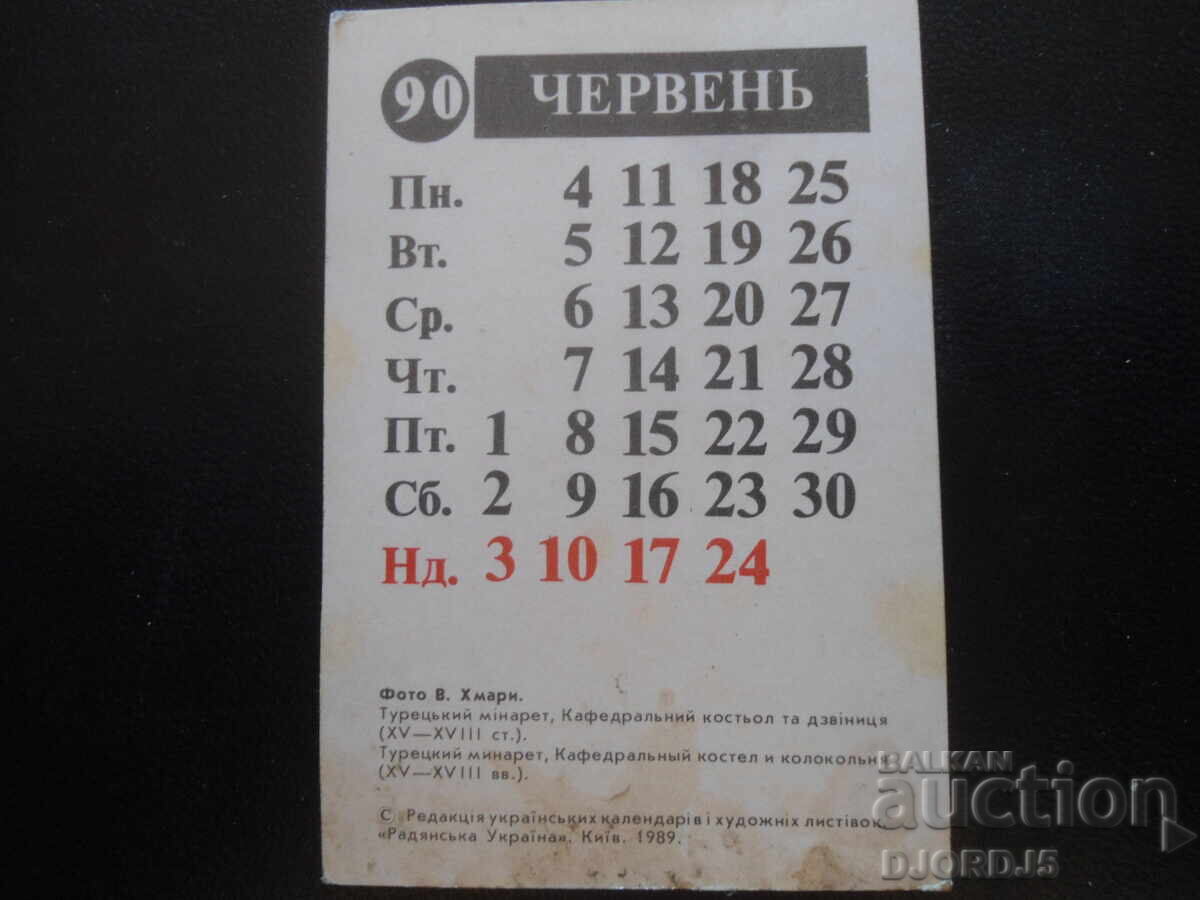 90 ЧЕРВЕНЬ
Пн. 4 11 18 25
Вт. 5 12 19 26
Ср. 6 13 20 27
Чт. 7 14 21 28
Пт. 1 8 15 22 29
Сб. 2 9 16 23 30
Нд. 3 10 17 24
Фото В. Хмари.
Турецький мінарет, Кафедральний костьол та дзвіниця
(XV—XVIII ст.).
Турецкий минарет, Кафедральный костел и колокольня
(XV—XVIII вв.).
© Редакція українських календарів і художніх листівок
«Радянська Україна». Київ. 1989.
BALKAN
auction
DJORDJ5